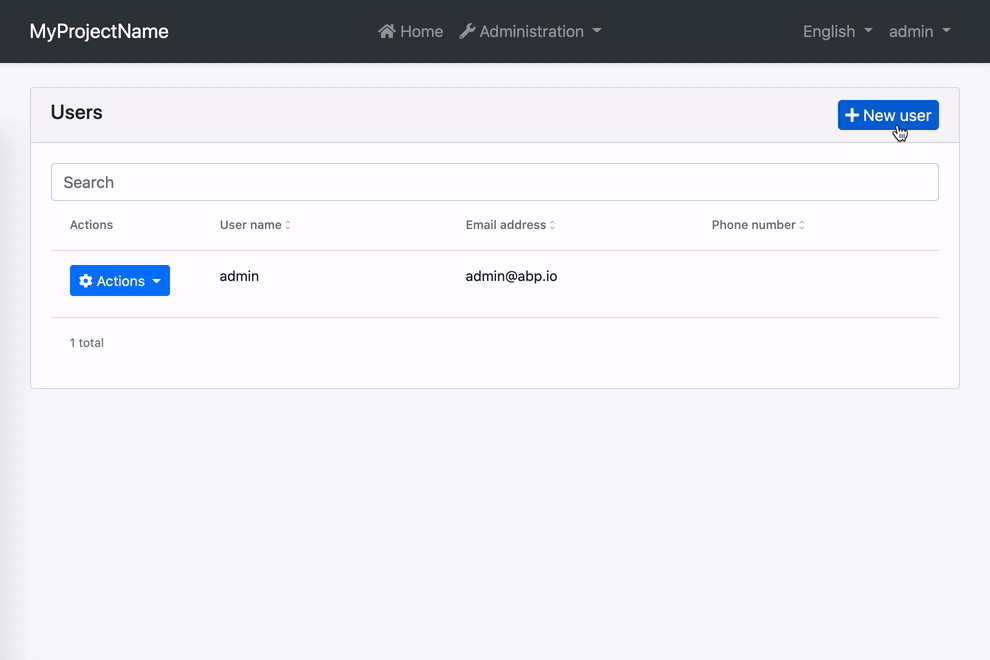 MyProjectName Home Administration English admin
Users New user
Search
Actions User name Email address Phone number
Actions admin admin@abp.io
1 total